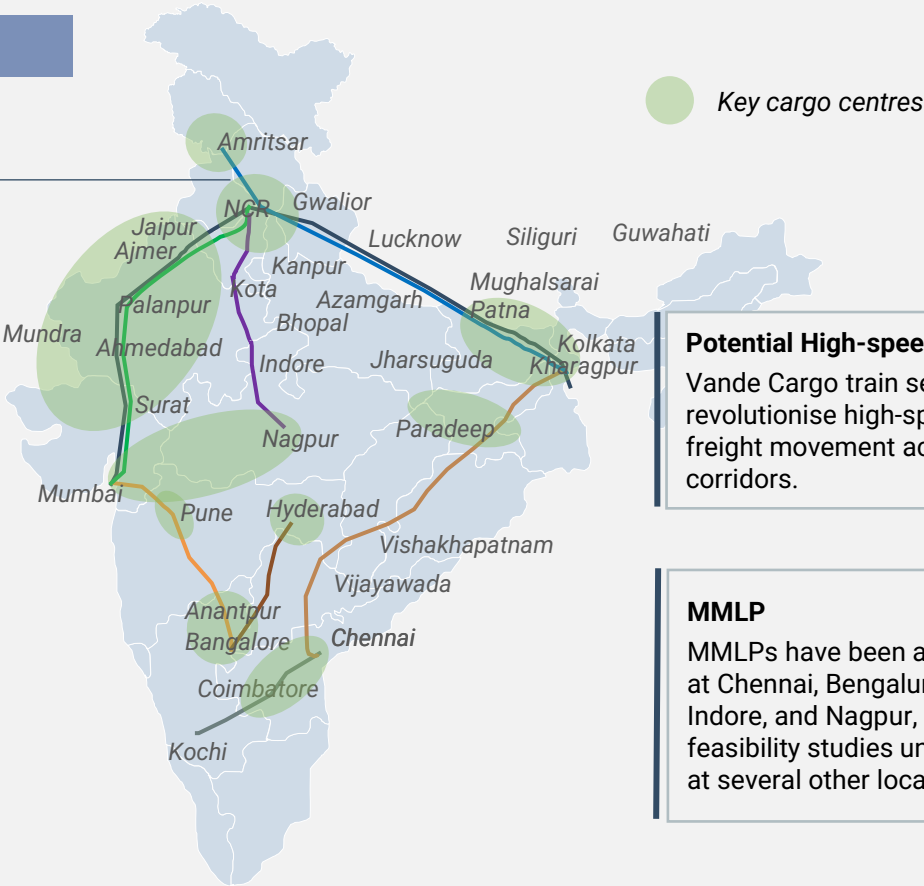 Key cargo centres
Amritsar
NCR
Gwalior
Jaipur
Lucknow
Siliguri
Guwahati
Ajmer
Kanpur
Kota
Mughalsarai
Palanpur
Azamgarh
Patna
Mundra
Bhopal
Ahmedabad
Indore
Jharsuguda
Kolkata
Kharagpur
Surat
Nagpur
Paradeep
Mumbai
Pune
Hyderabad
Vishakhapatnam
Vijayawada
Anantpur
Bangalore
Chennai
Coimbatore
Kochi
Potential High-spee
Vande Cargo train se
revolutionise high-sp
freight movement ac
corridors.
MMLP
MMLPs have been a
at Chennai, Bengalur
Indore, and Nagpur,
feasibility studies un
at several other loca